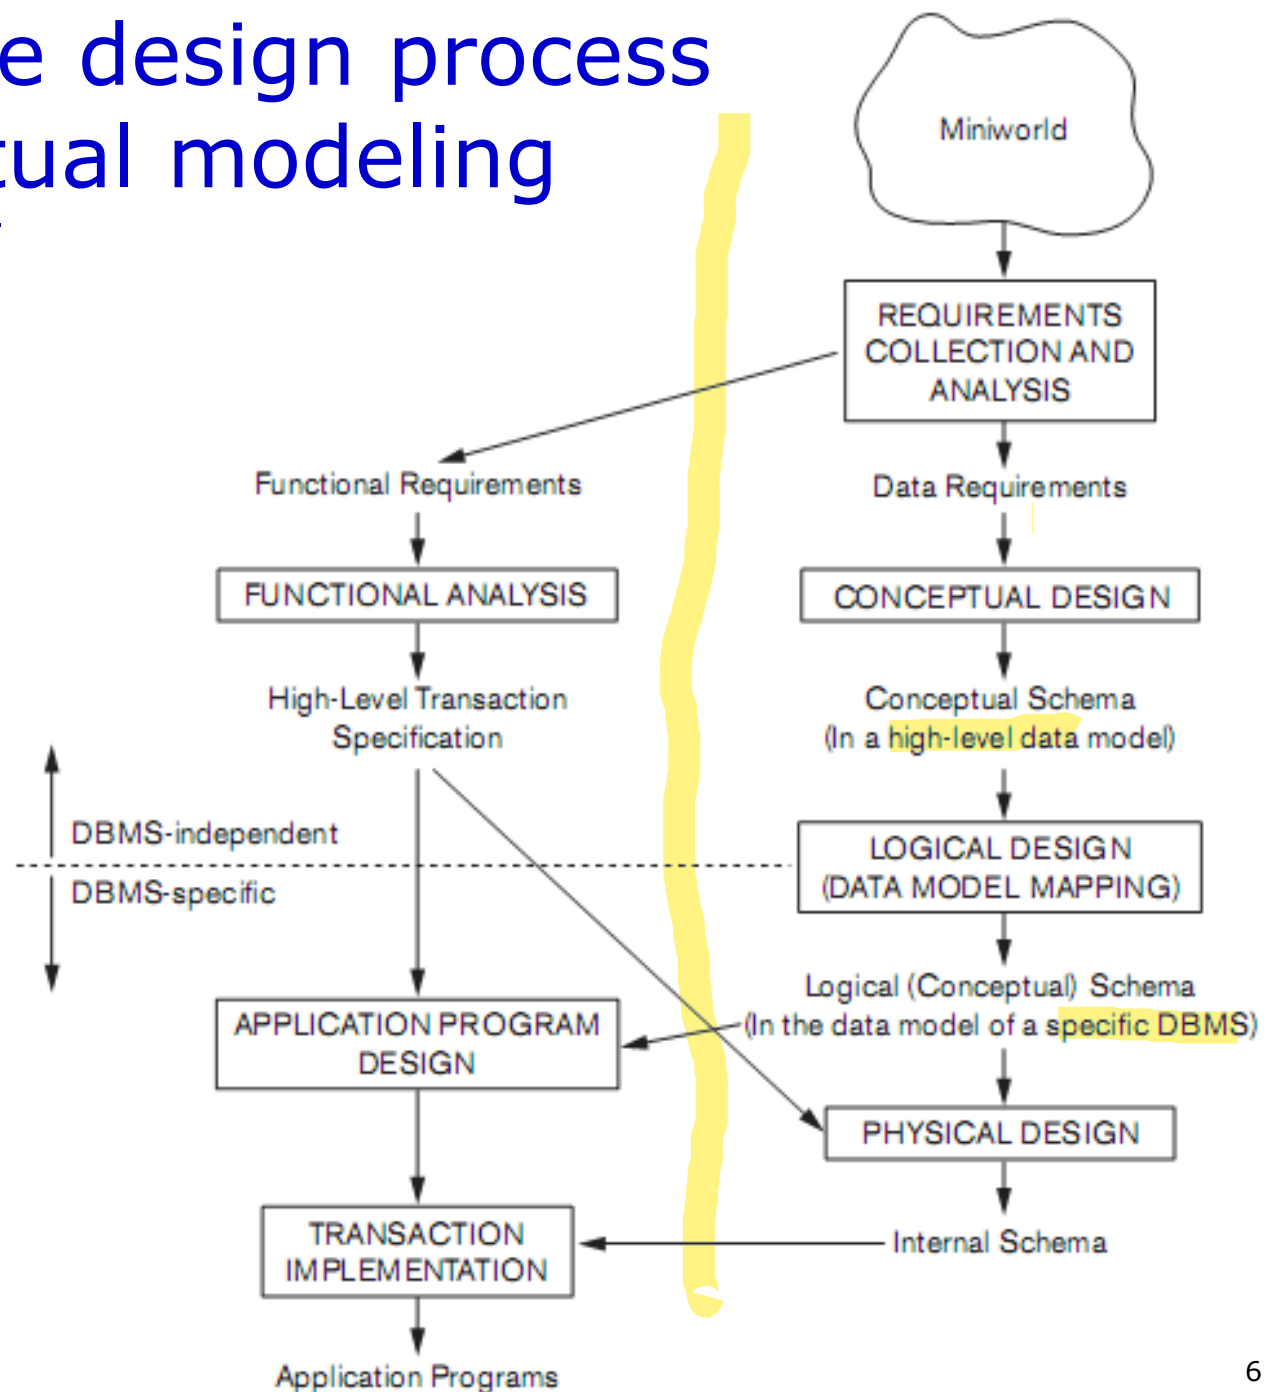 e design process
tual modeling
Miniworld
REQUIREMENTS
COLLECTION AND
ANALYSIS
Functional Requirements
Data Requirements
FUNCTIONAL ANALYSIS
CONCEPTUAL DESIGN
High-Level Transaction
Specification
Conceptual Schema
(In a high-level data model)
DBMS-independent
DBMS-specific
LOGICAL DESIGN
(DATA MODEL MAPPING)
Logical (Conceptual) Schema
(In the data model of a specific DBMS)
APPLICATION PROGRAM
DESIGN
PHYSICAL DESIGN
TRANSACTION
IMPLEMENTATION
Internal Schema
Application Programs
6